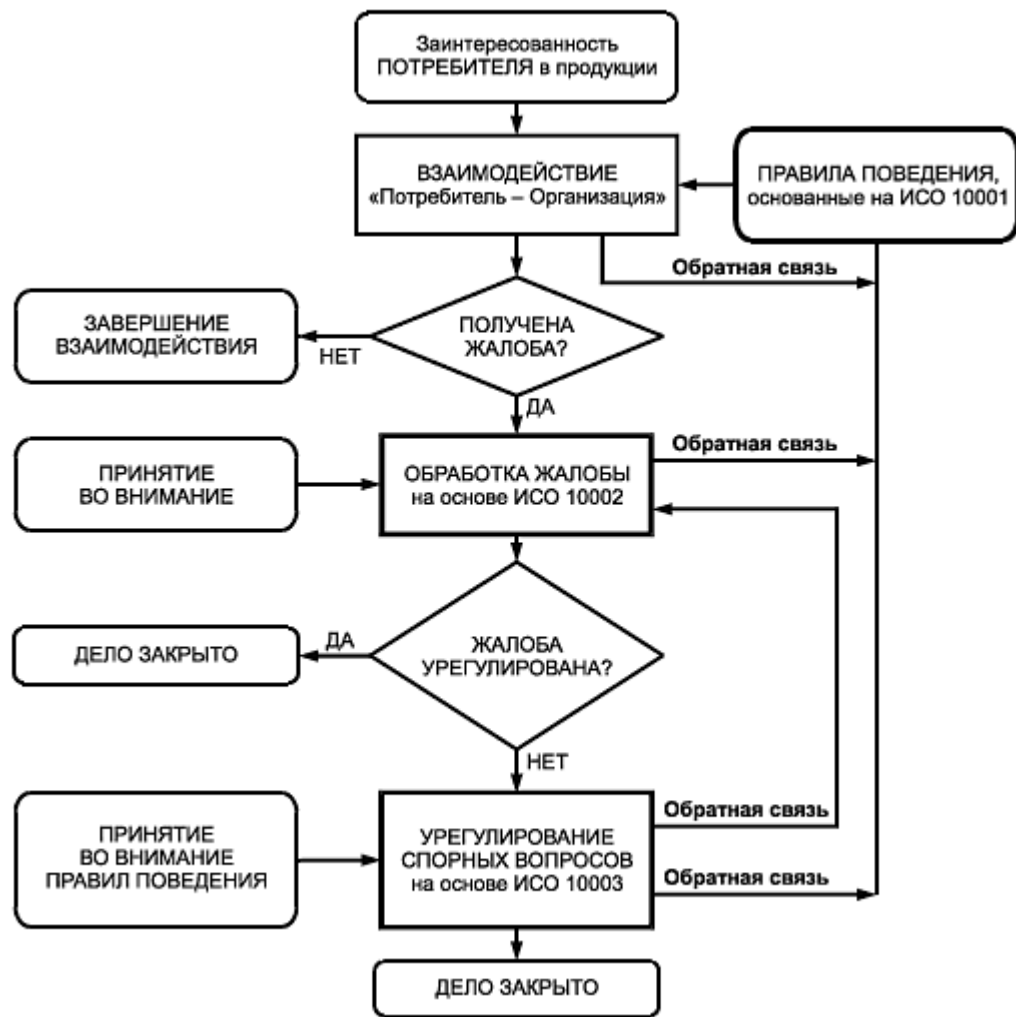 Заинтересованность
ПОТРЕБИТЕЛЯ в продукции
ВЗАИМОДЕЙСТВИЕ
«Потребитель – Организация»
ПРАВИЛА ПОВЕДЕНИЯ,
основанные на ИСО 10001
Обратная связь
ПОЛУЧЕНА
ЖАЛОБА?
ЗАВЕРШЕНИЕ
ВЗАИМОДЕЙСТВИЯ
НЕТ
ДА
ПРИНЯТИЕ
ВО ВНИМАНИЕ
ОБРАБОТКА ЖАЛОБЫ
на основе ИСО 10002
Обратная связь
ДЕЛО ЗАКРЫТО
ДА
ЖАЛОБА
УРЕГУЛИРОВАНА?
НЕТ
ПРИНЯТИЕ
ВО ВНИМАНИЕ
ПРАВИЛ ПОВЕДЕНИЯ
УРЕГУЛИРОВАНИЕ
СПОРНЫХ ВОПРОСОВ
на основе ИСО 10003
Обратная связь
Обратная связь
ДЕЛО ЗАКРЫТО